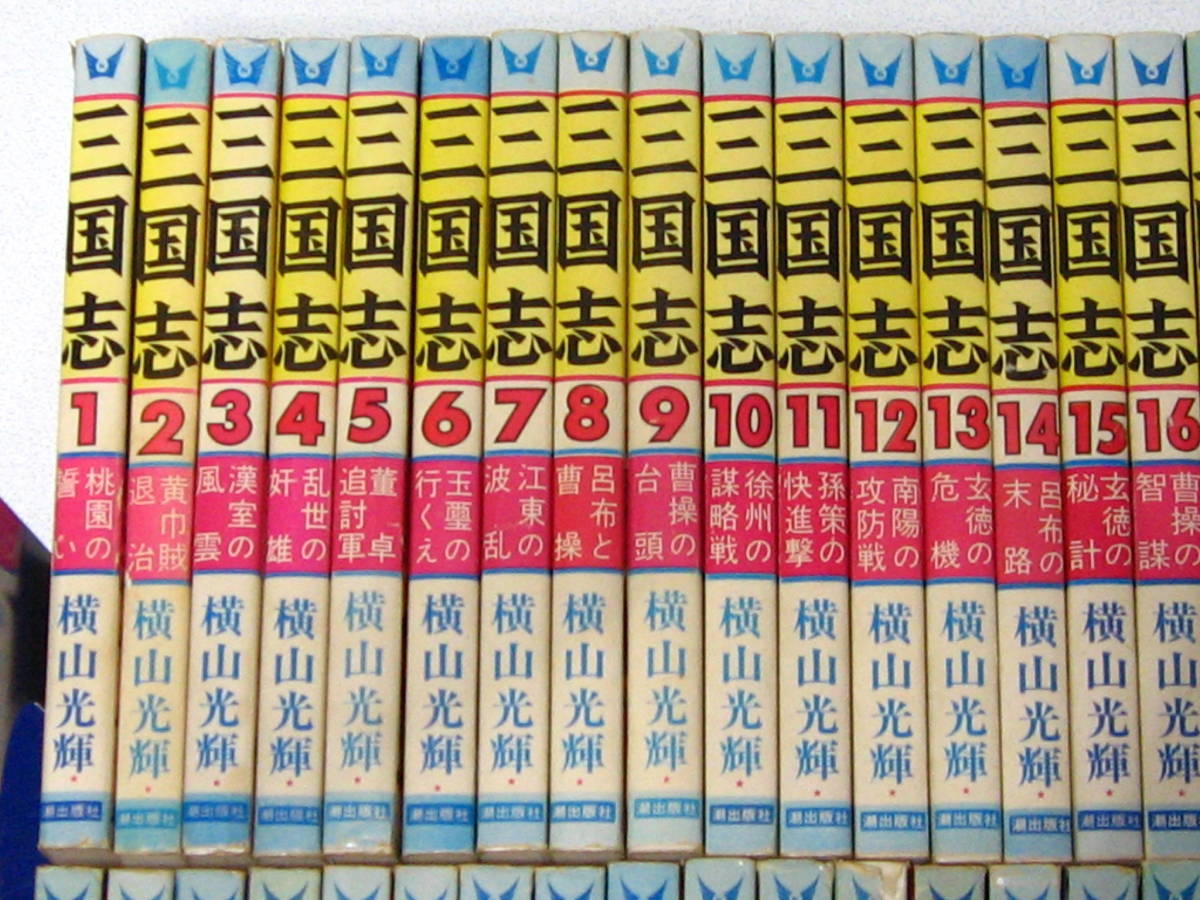 三国志
1
桃園の
誓い
横山光輝
潮出版社
三国志
2
黄巾賊
退治
横山光輝
潮出版社
三国志
3
漢室の
風雲
横山光輝
潮出版社
三国志
4
乱世の
奸雄
横山光輝
潮出版社
三国志
5
董卓
追討軍
横山光輝
潮出版社
三国志
6
玉璽の
行くえ
横山光輝
潮出版社
三国志
7
江東の
波乱
横山光輝
潮出版社
三国志
8
呂布と
曹操
横山光輝
潮出版社
三国志
9
曹操の
台頭
横山光輝
潮出版社
三国志
10
徐州の
謀略戦
横山光輝
潮出版社
三国志
11
孫策の
快進撃
横山光輝
潮出版社
三国志
12
南陽の
攻防戦
横山光輝
潮出版社
三国志
13
玄徳の
危機
横山光輝
潮出版社
三国志
14
呂布の
末路
横山光輝
潮出版社
三国志
15
玄徳の
秘計
横山光輝
潮出版社
三国志
16
曹操の
智謀
横山光輝
潮出版社